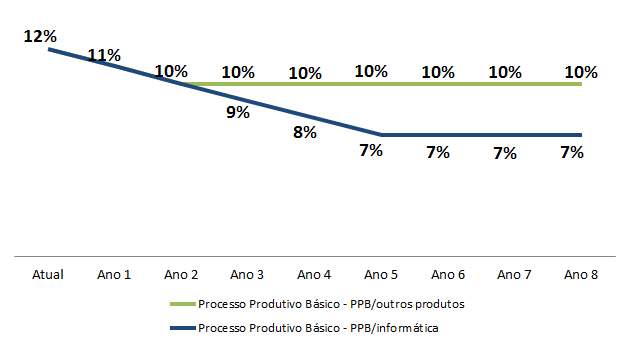 12%
11%
10% 10% 10% 10% 10% 10% 10%
9%
8%
7% 7% 7% 7%
Atual Ano 1 Ano 2 Ano 3 Ano 4 Ano 5 Ano 6 Ano 7 Ano 8
Processo Produtivo Básico - PPB/outros produtos
Processo Produtivo Básico - PPB/informática